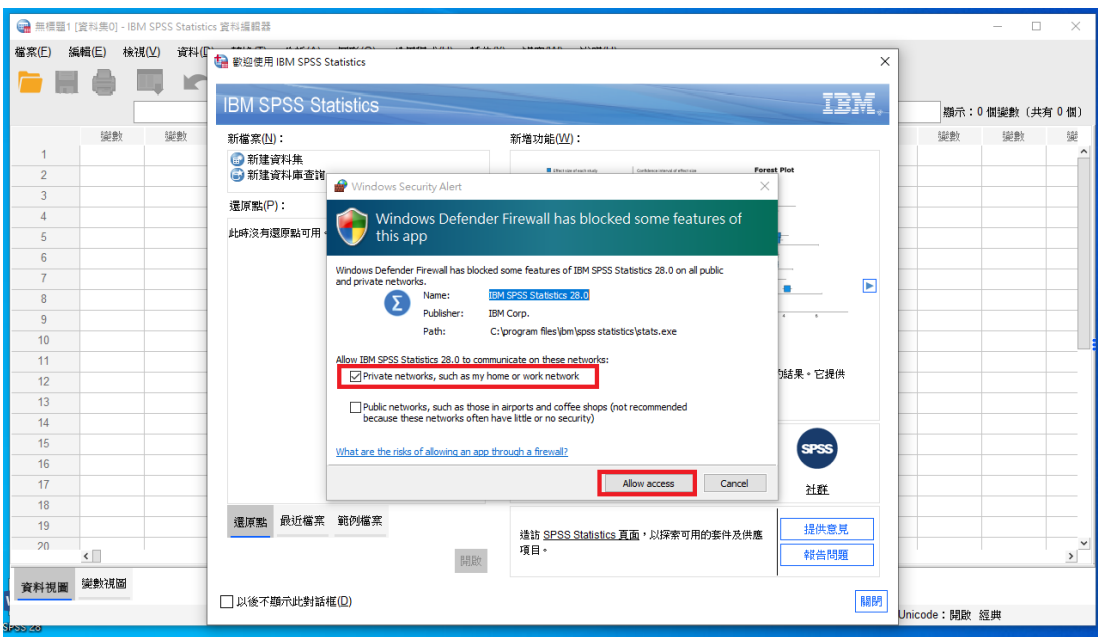 無標題1 [資料集0] - IBM SPSS Statistics 資料編輯器
檔案(F) 編輯(E) 檢視(V) 資料(D
歡迎使用 IBM SPSS Statistics
IBM SPSS Statistics
IBM
顯示：0 個變數（共有 0 個）
變數 變數 變數 變數 變
新檔案(N)：
新建資料集
新建資料庫查詢
還原點(P)：
此時沒有還原點可用。
新增功能(W)：
Effect size of each study
Confidence interval of effect size
Forest Plot
Windows Security Alert
Windows Defender Firewall has blocked some features of
this app
Windows Defender Firewall has blocked some features of IBM SPSS Statistics 28.0 on all public
and private networks.
Name: IBM SPSS Statistics 28.0
Publisher: IBM Corp.
Path: C:\program files\ibm\spss statistics\stats.exe
Allow IBM SPSS Statistics 28.0 to communicate on these networks:
Private networks, such as my home or work network
Public networks, such as those in airports and coffee shops (not recommended
because these networks often have little or no security)
What are the risks of allowing an app through a firewall?
Allow access Cancel
的結果。它提供
SPSS
社群
還原點 最近檔案 範例檔案
開啟
造訪 SPSS Statistics 頁面，以探索可用的套件及供應
項目。
提供意見
報告問題
以後不顯示此對話框(D)
關閉
1
2
3
4
5
6
7
8
9
10
11
12
13
14
15
16
17
18
19
20
資料視圖 變數視圖
Unicode：開啟 經典
SPSS 28